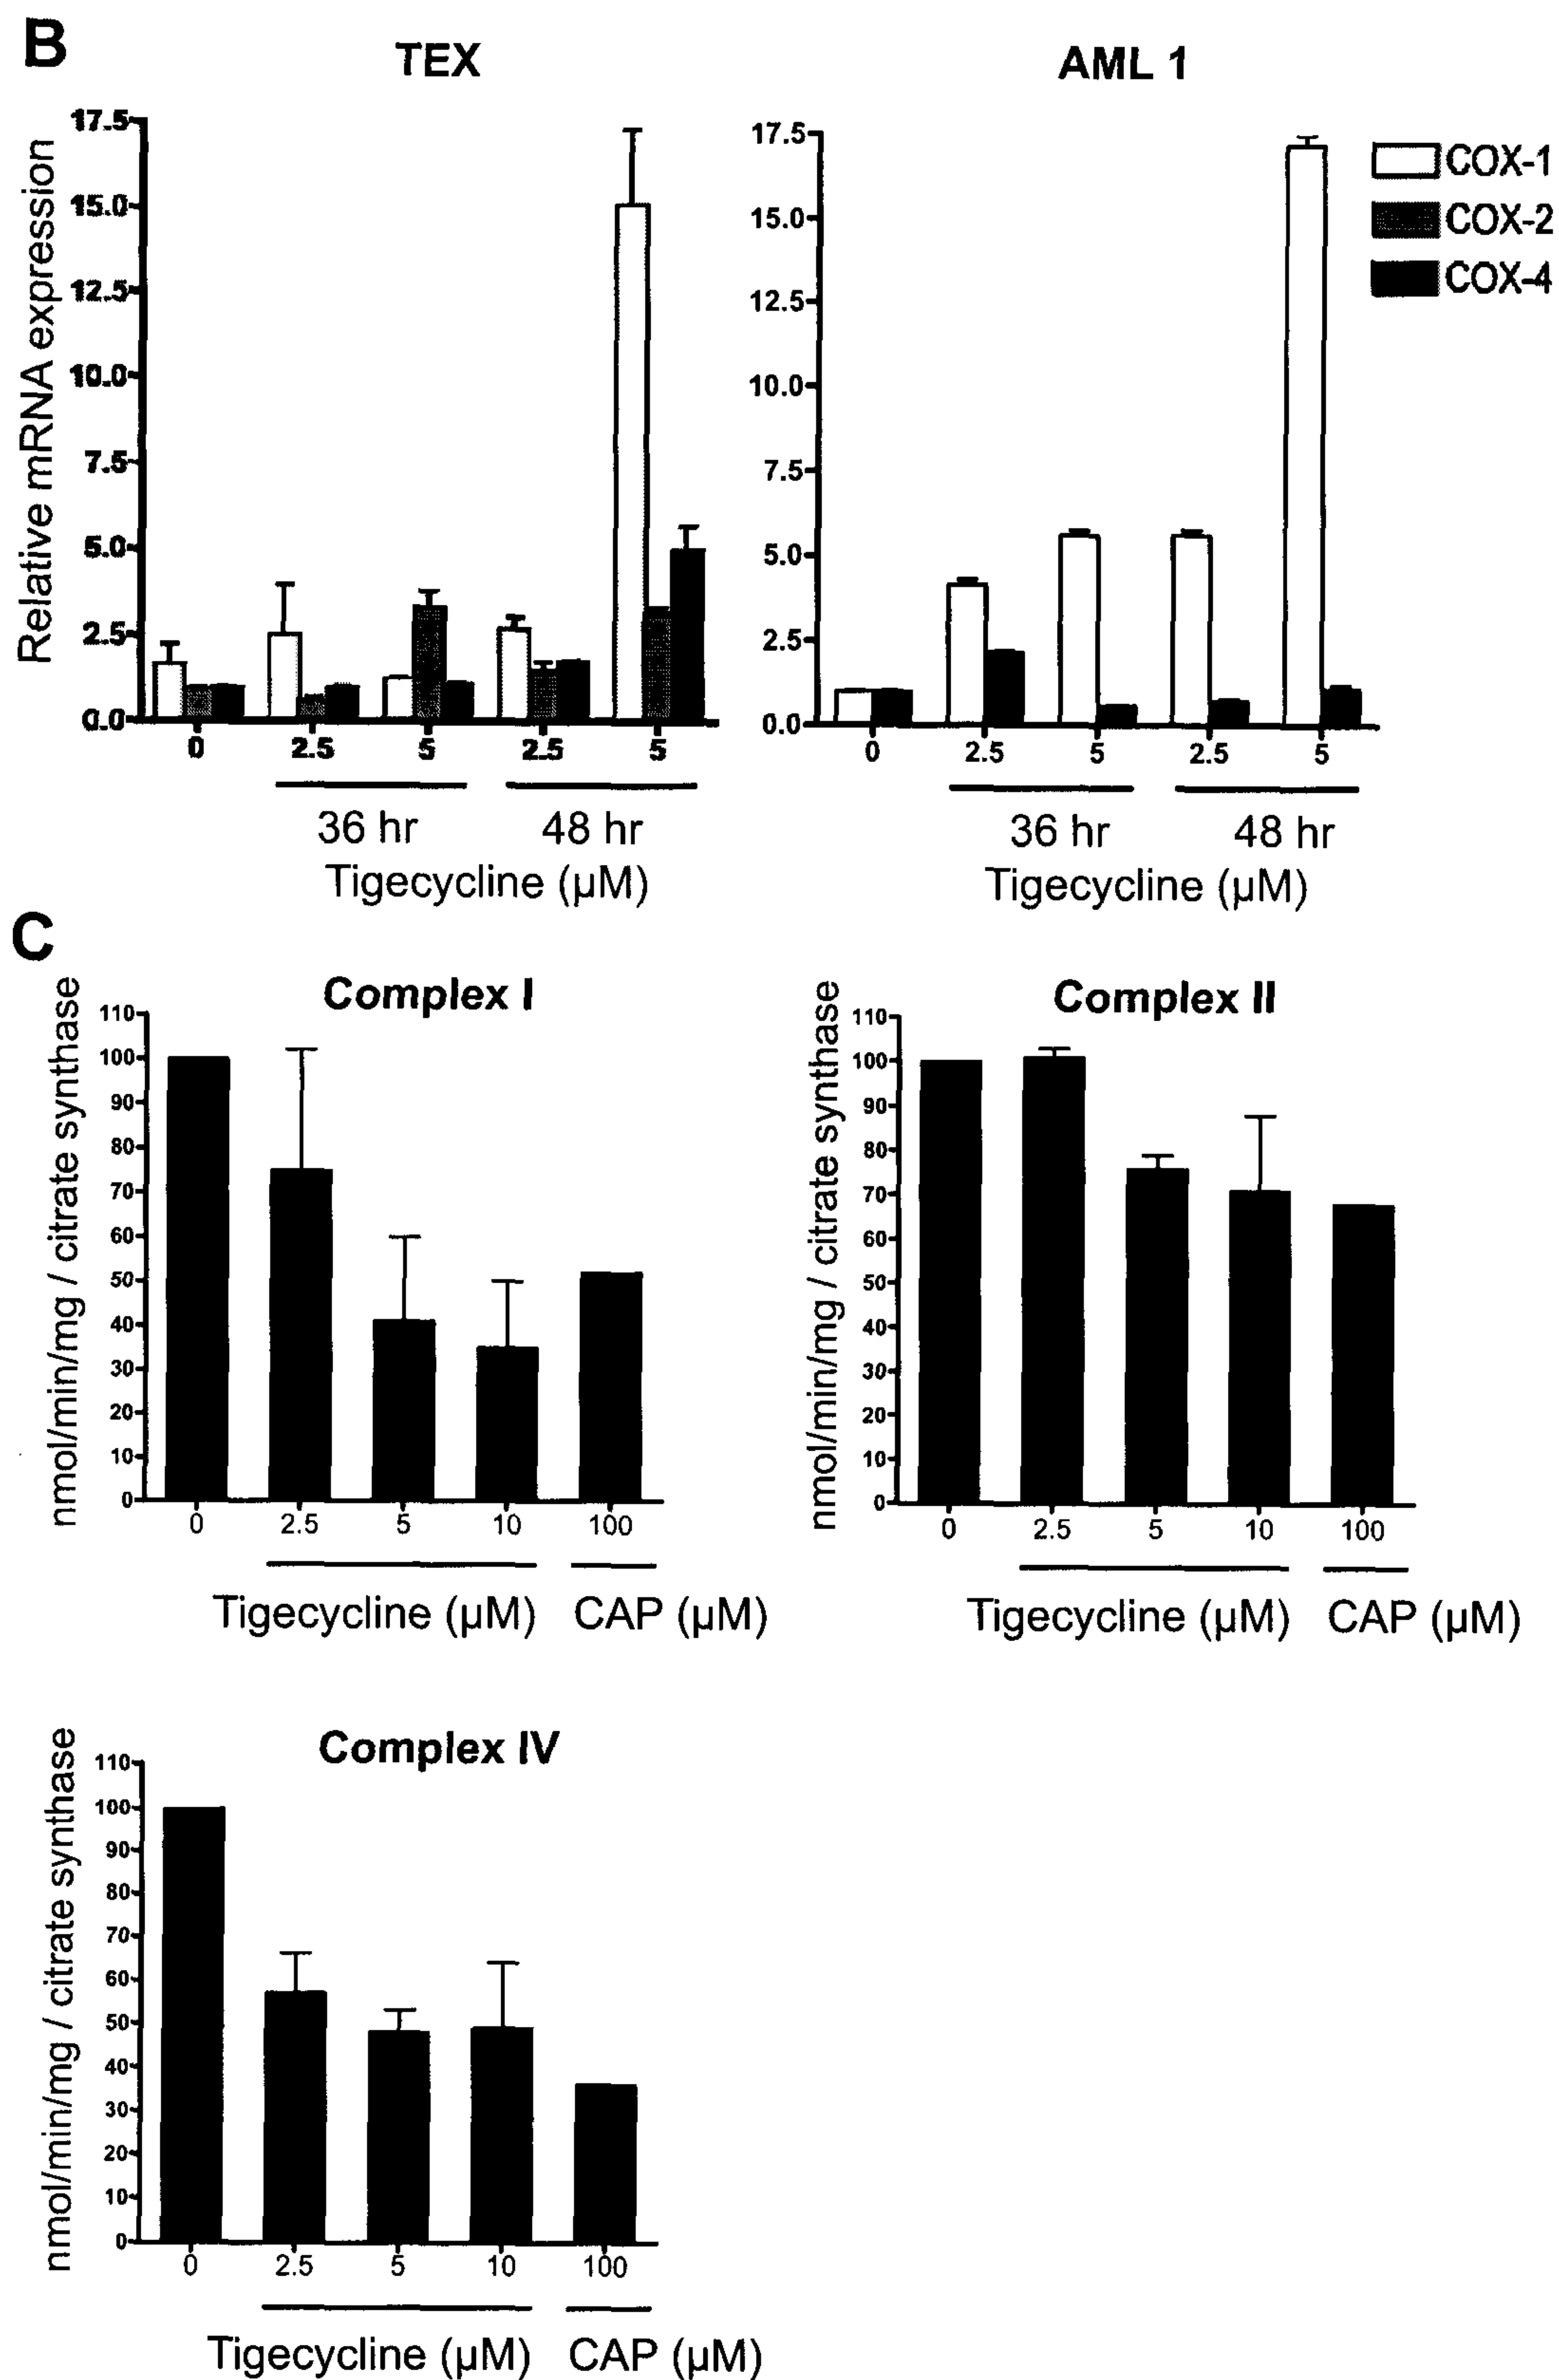 B
TEX
AML 1
Relative mRNA expression
17.5
15.0
12.5
10.0
7.5
5.0
2.5
0.0
0 2.5 5 2.5 5
36 hr 48 hr
Tigecycline (µM)
17.5
15.0
12.5
10.0
7.5
5.0
2.5
0.0
0 2.5 5 2.5 5
36 hr 48 hr
Tigecycline (µM)
COX-1
COX-2
COX-4
C
Complex I
nmol/min/mg / citrate synthase
110
100
90
80
70
60
50
40
30
20
10
0
0 2.5 5 10 100
Tigecycline (µM) CAP (µM)
Complex II
nmol/min/mg / citrate synthase
110
100
90
80
70
60
50
40
30
20
10
0
0 2.5 5 10 100
Tigecycline (µM) CAP (µM)
Complex IV
nmol/min/mg / citrate synthase
110
100
90
80
70
60
50
40
30
20
10
0
0 2.5 5 10 100
Tigecycline (µM) CAP (µM)